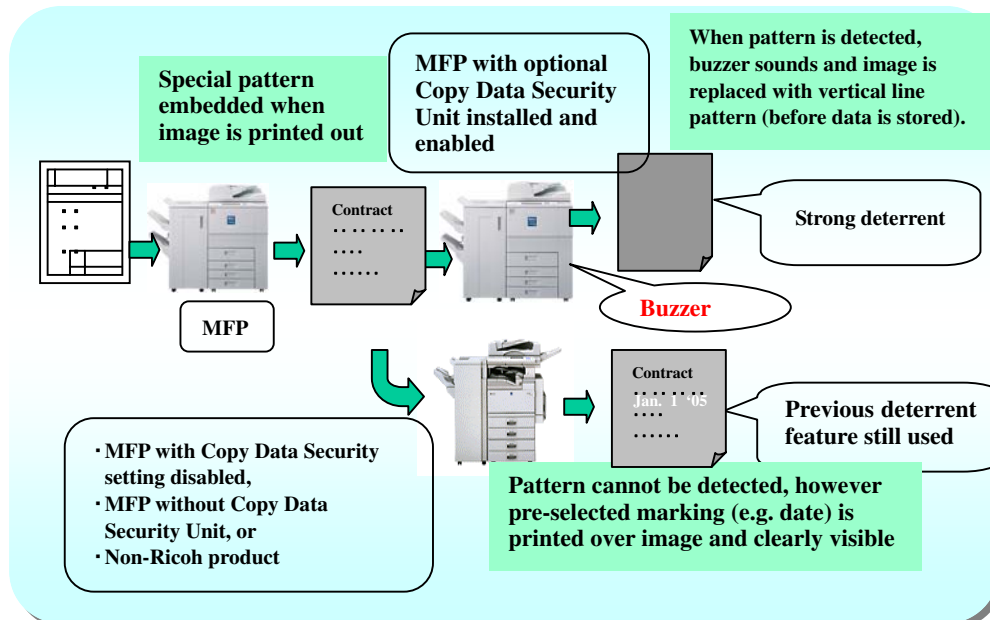 Special pattern
embedded when
image is printed out
MFP with optional
Copy Data Security
Unit installed and
enabled
When pattern is detected,
buzzer sounds and image is
replaced with vertical line
pattern (before data is stored).
Contract
Strong deterrent
Buzzer
MFP
Contract
Jan. 1 ‘05
Previous deterrent
feature still used
・MFP with Copy Data Security
setting disabled,
・MFP without Copy Data
Security Unit, or
・Non-Ricoh product
Pattern cannot be detected, however
pre-selected marking (e.g. date) is
printed over image and clearly visible